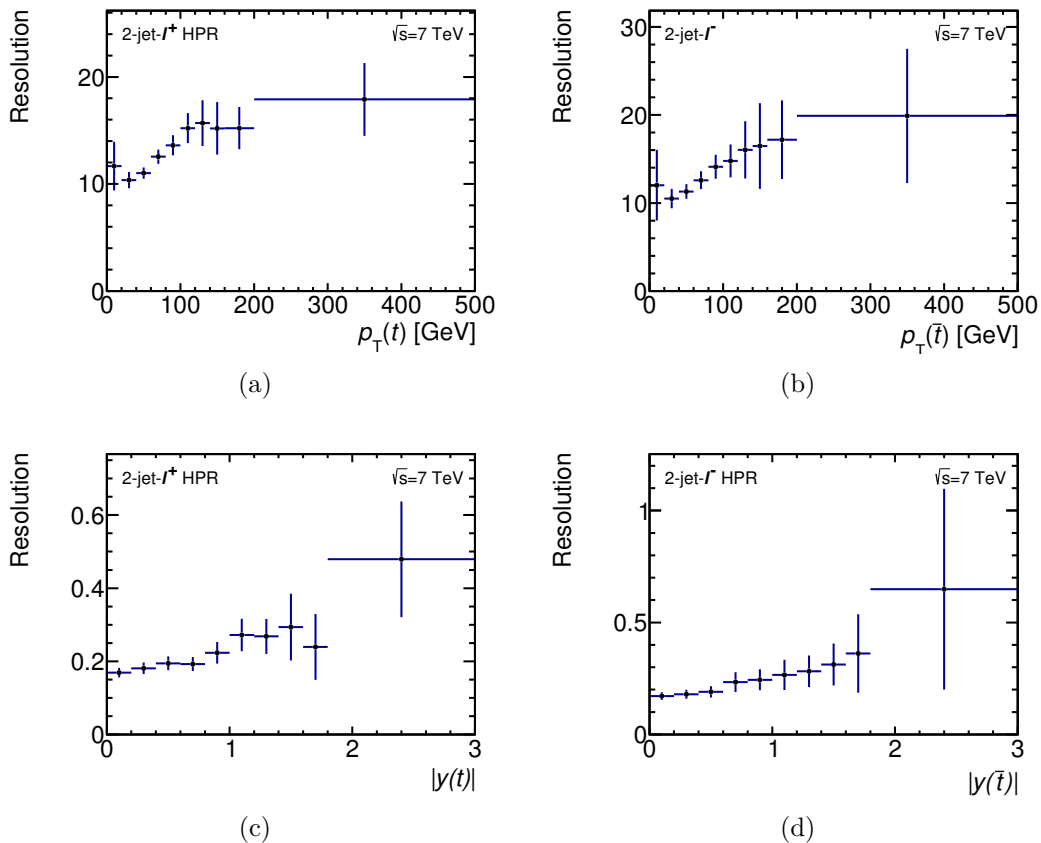 Resolution
2-jet-l⁺ HPR
√s=7 TeV
20
10
0
0 100 200 300 400 500
p_T(t) [GeV]
(a)
Resolution
2-jet-l⁻
√s=7 TeV
30
20
10
0
0 100 200 300 400 500
p_T(t̄) [GeV]
(b)
Resolution
2-jet-l⁺ HPR
√s=7 TeV
0.6
0.4
0.2
0
0 1 2 3
|y(t)|
(c)
Resolution
2-jet-l⁻ HPR
√s=7 TeV
1
0.5
0
0 1 2 3
|y(t̄)|
(d)